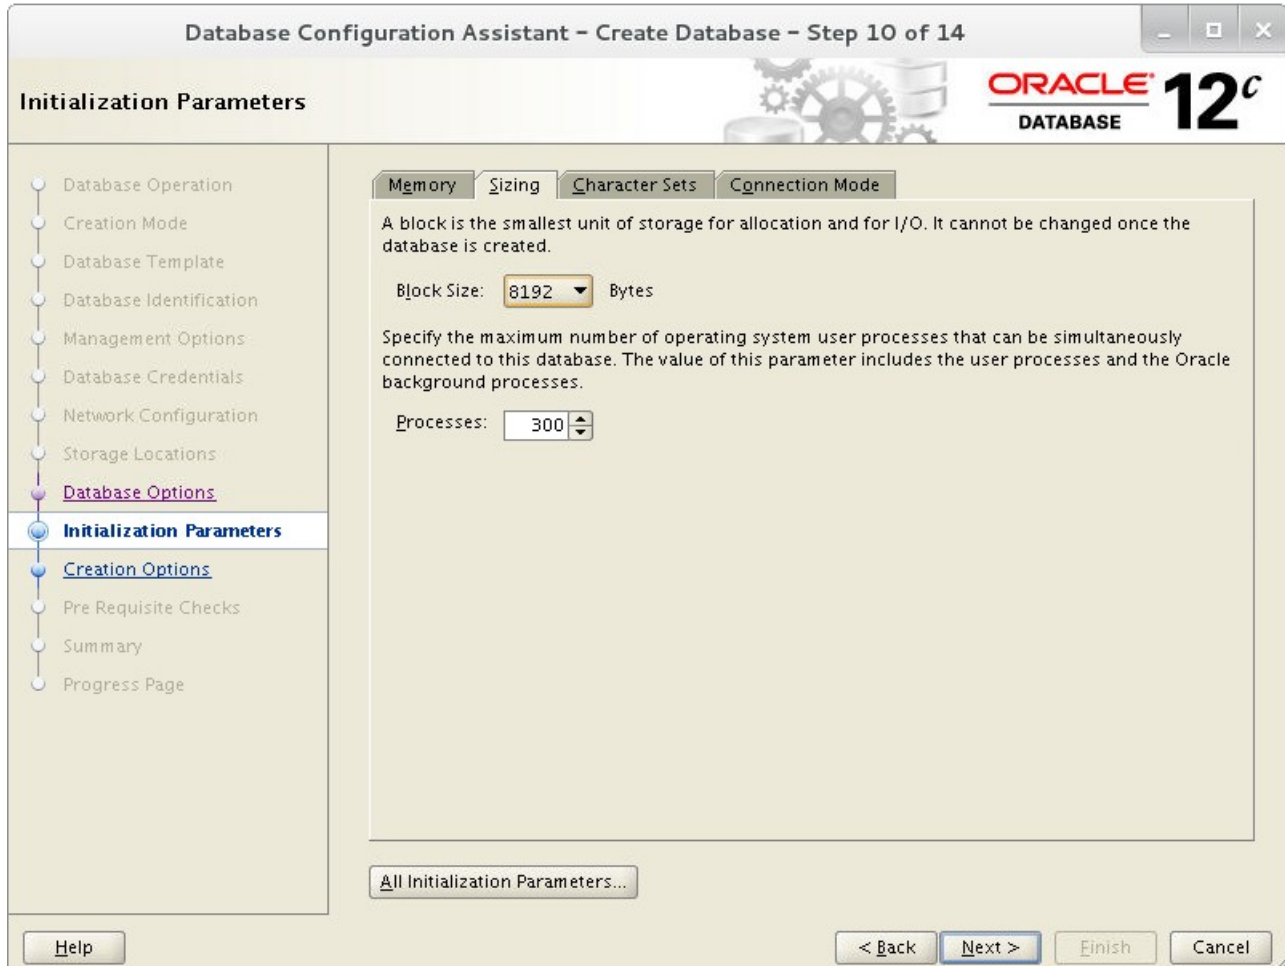 Database Configuration Assistant - Create Database - Step 10 of 14
Initialization Parameters
ORACLE
DATABASE
12c
Database Operation
Creation Mode
Database Template
Database Identification
Management Options
Database Credentials
Network Configuration
Storage Locations
Database Options
Initialization Parameters
Creation Options
Pre Requisite Checks
Summary
Progress Page
Memory Sizing Character Sets Connection Mode
A block is the smallest unit of storage for allocation and for I/O. It cannot be changed once the
database is created.
Block Size: 8192 Bytes
Specify the maximum number of operating system user processes that can be simultaneously
connected to this database. The value of this parameter includes the user processes and the Oracle
background processes.
Processes: 300
All Initialization Parameters...
Help < Back Next > Finish Cancel